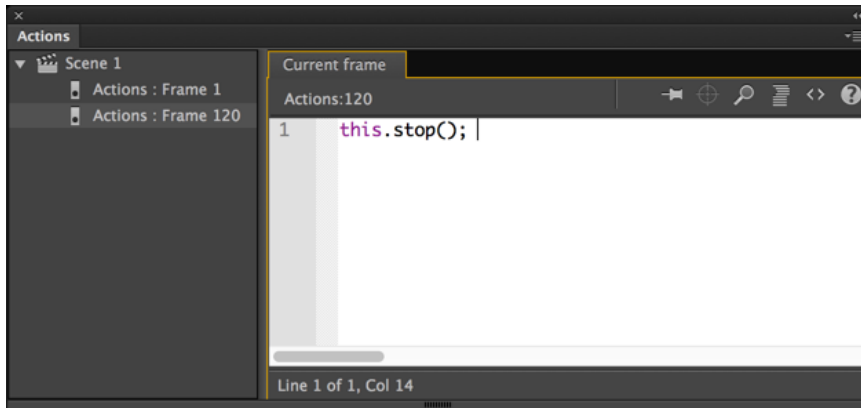 Actions
Scene 1
Actions : Frame 1
Actions : Frame 120
Current frame
Actions:120
1 this.stop();
Line 1 of 1, Col 14